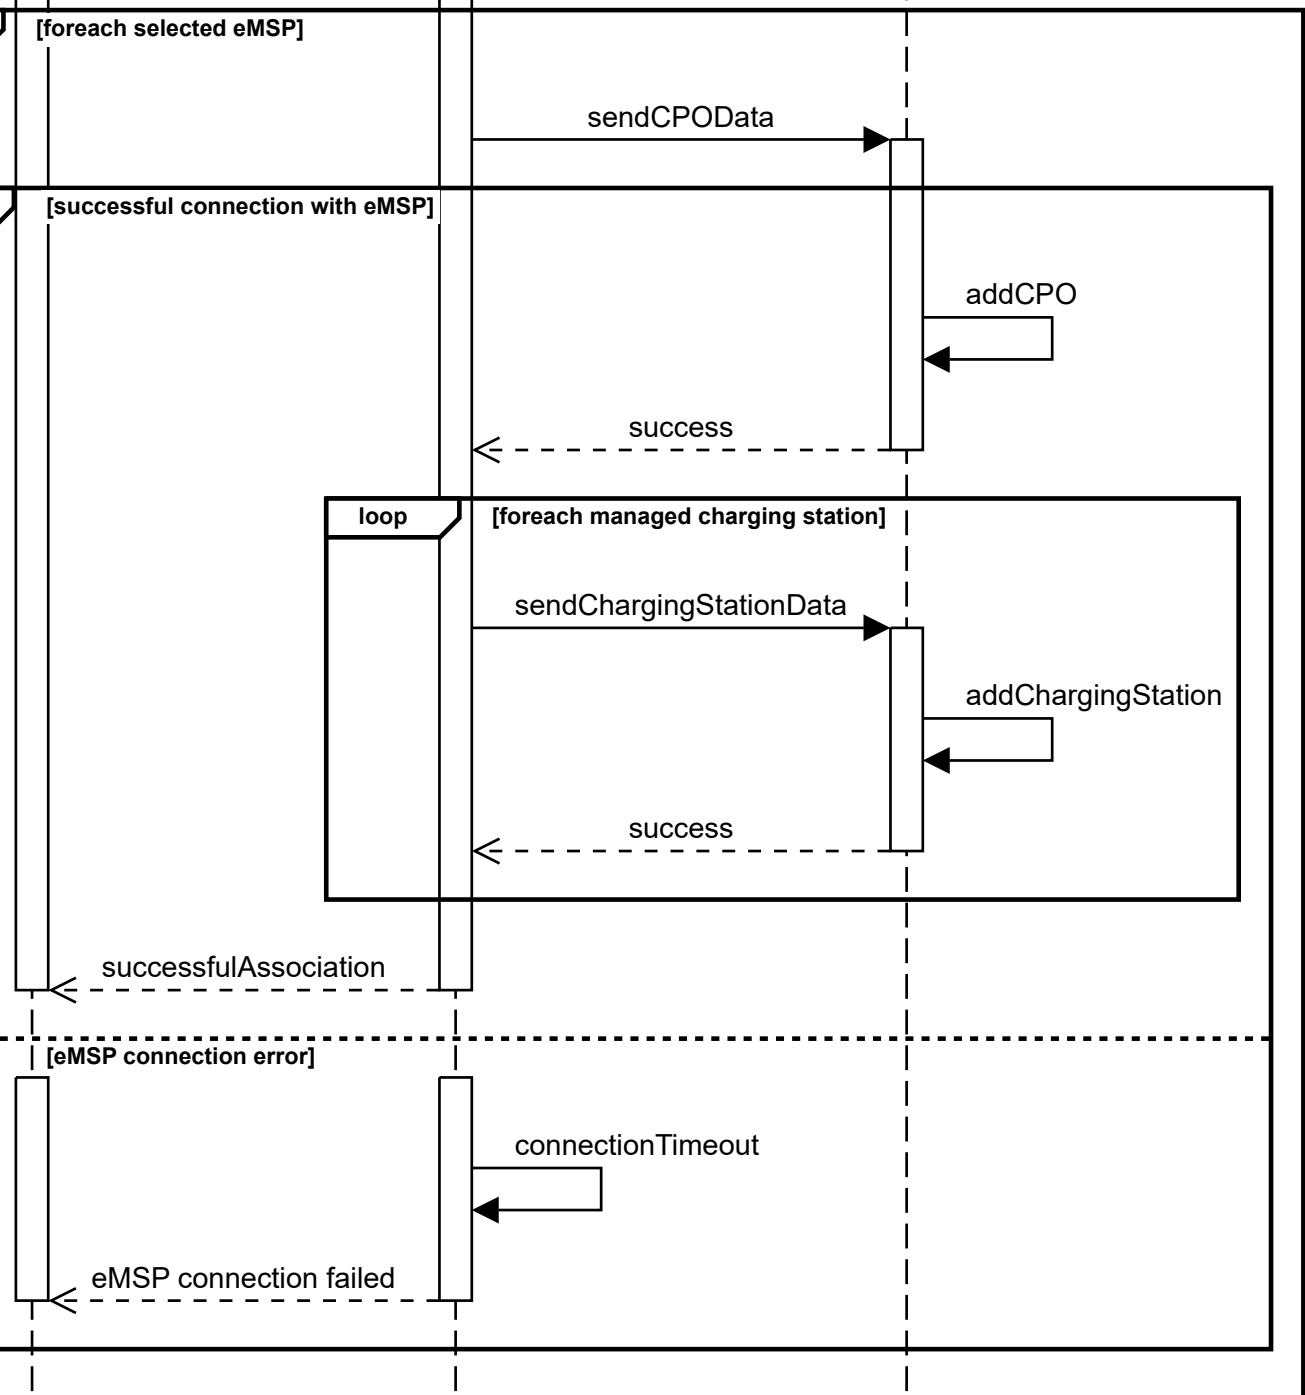 [foreach selected eMSP]
sendCPOData
[successful connection with eMSP]
addCPO
success
loop
[foreach managed charging station]
sendChargingStationData
addChargingStation
success
successfulAssociation
[eMSP connection error]
connectionTimeout
eMSP connection failed